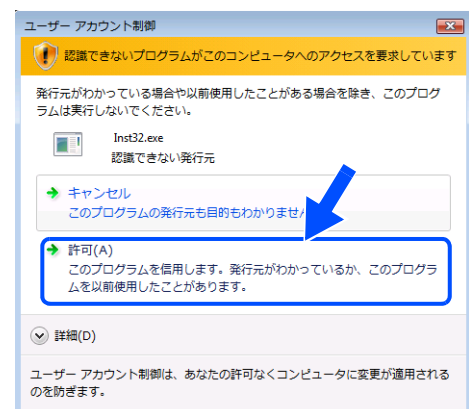 ユーザー アカウント制御
認識できないプログラムがこのコンピュータへのアクセスを要求しています
発行元がわかっている場合や以前使用したことがある場合を除き、このプログ
ラムは実行しないでください。
Inst32.exe
認識できない発行元
キャンセル
このプログラムの発行元も目的もわかりません
許可(A)
このプログラムを信用します。発行元がわかっているか、このプログラ
ムを以前使用したことがあります。
詳細(D)
ユーザー アカウント制御は、あなたの許可なくコンピュータに変更が適用される
のを防ぎます。